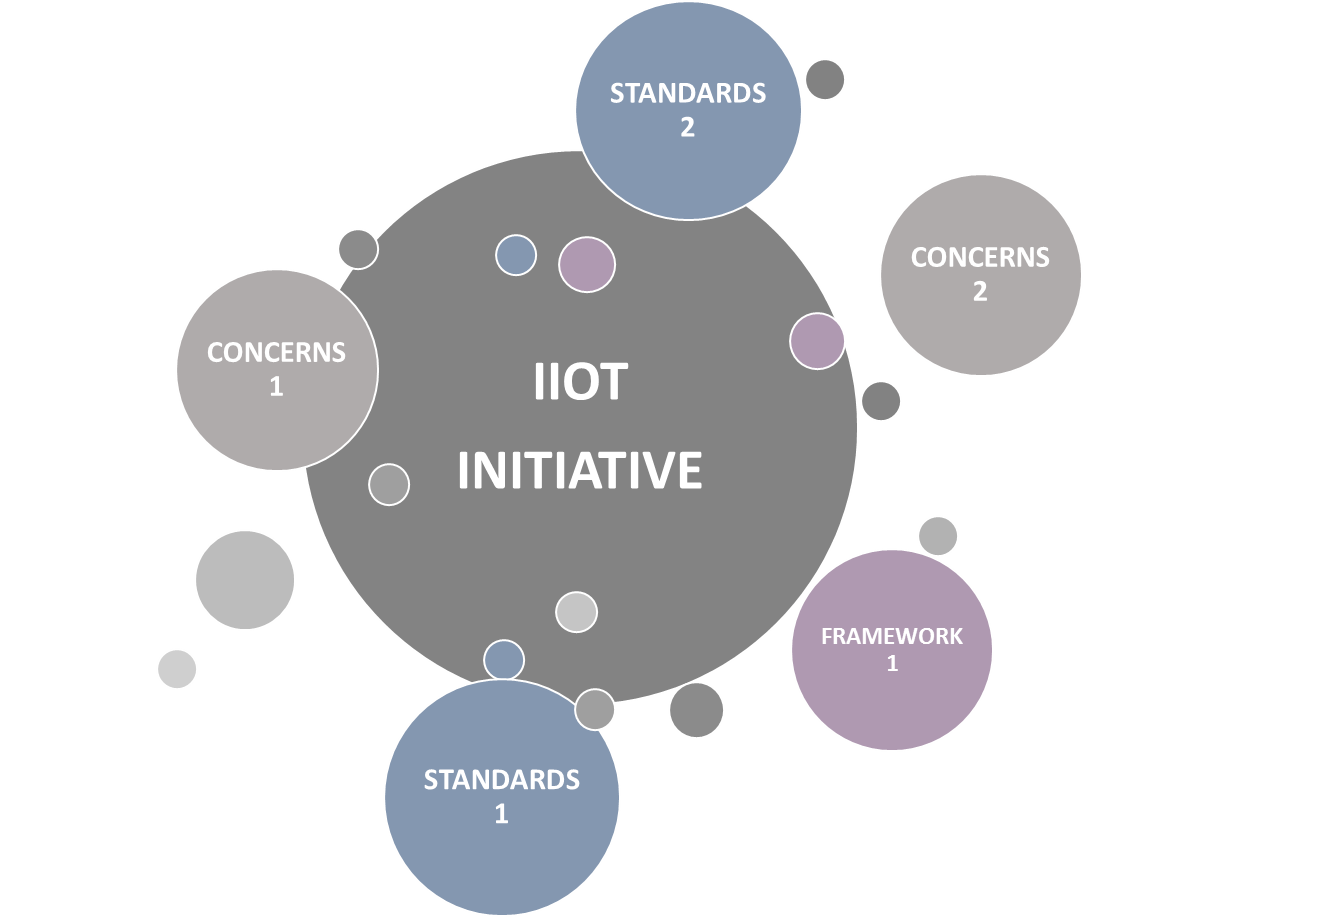 STANDARDS
2
CONCERNS
2
CONCERNS
1
IIOT
INITIATIVE
FRAMEWORK
1
STANDARDS
1